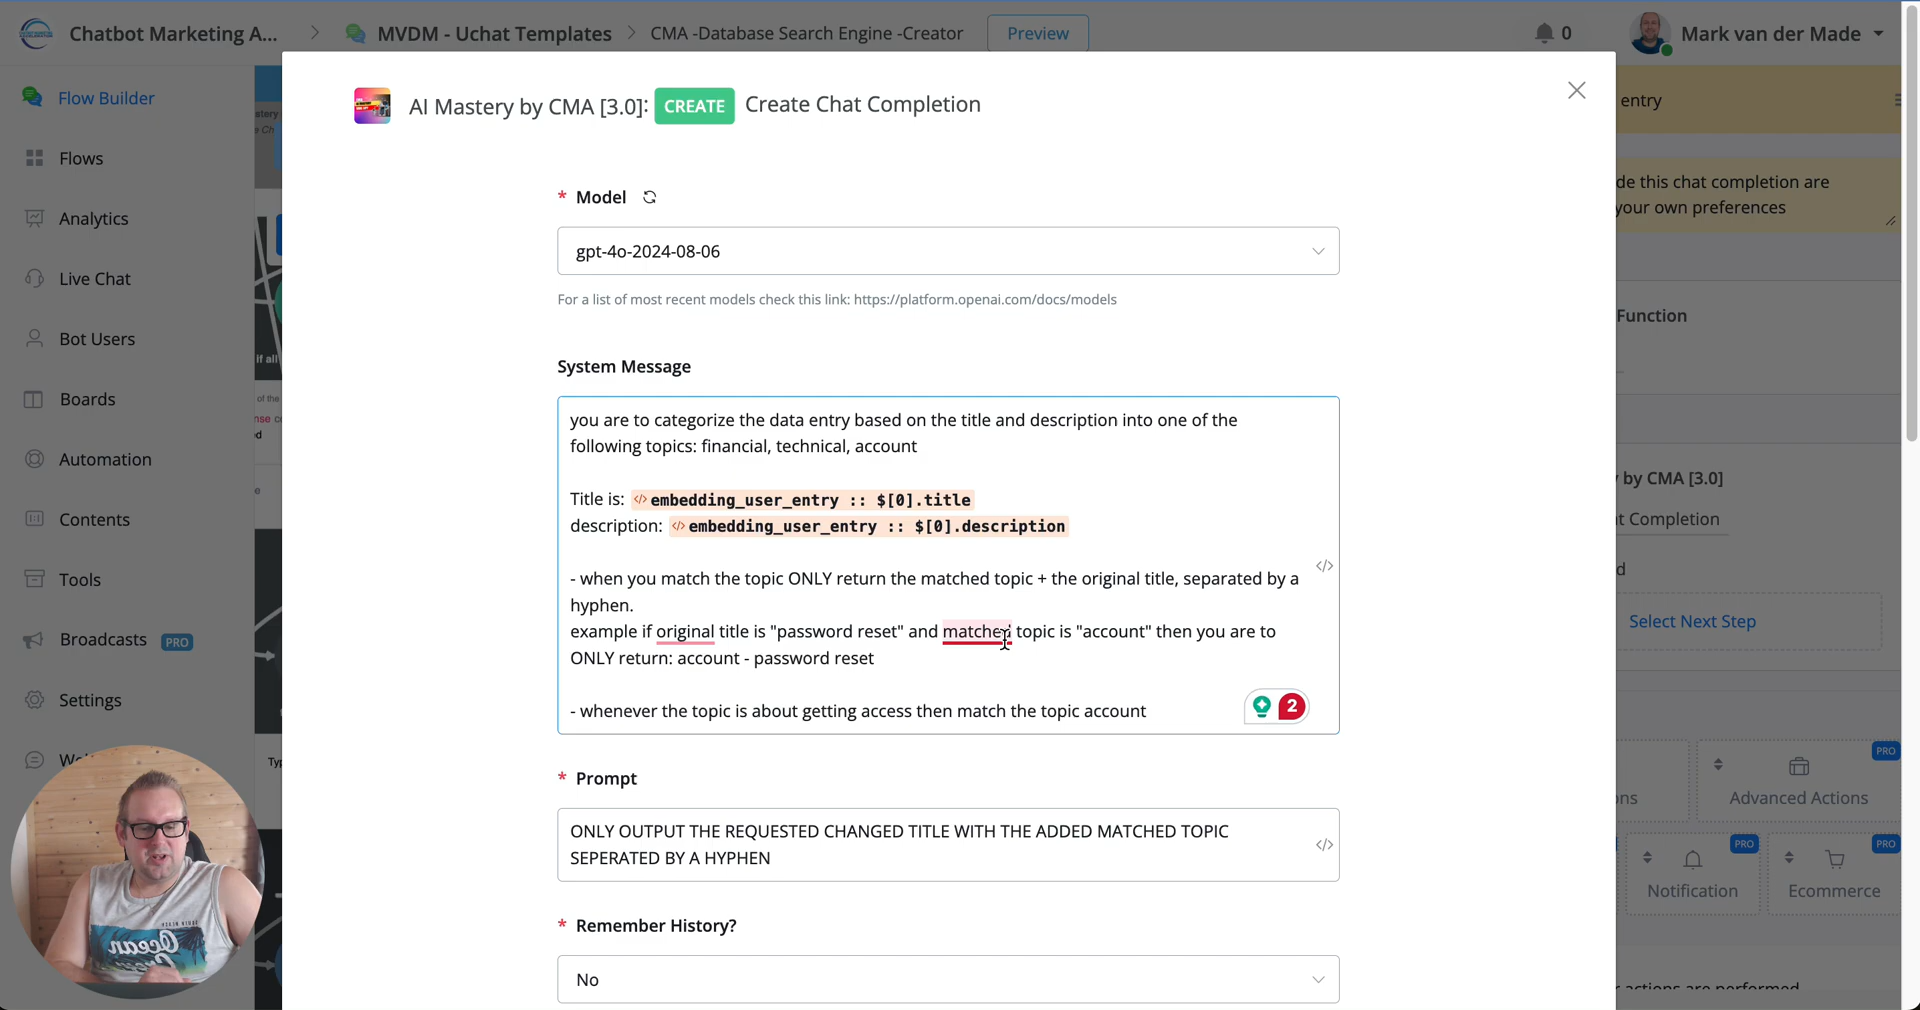 Chatbot Marketing A...
MVDM - Uchat Templates
CMA -Database Search Engine -Creator
Preview
0
Mark van der Made
Flow Builder
Flows
Analytics
Live Chat
Bot Users
Boards
Automation
Contents
Tools
Broadcasts PRO
Settings
AI Mastery by CMA [3.0]: CREATE Create Chat Completion
* Model
gpt-4o-2024-08-06
For a list of most recent models check this link: https://platform.openai.com/docs/models
System Message
you are to categorize the data entry based on the title and description into one of the
following topics: financial, technical, account
Title is: </> embedding_user_entry :: $[0].title
description: </> embedding_user_entry :: $[0].description
- when you match the topic ONLY return the matched topic + the original title, separated by a
hyphen.
example if original title is "password reset" and matched topic is "account" then you are to
ONLY return: account - password reset
- whenever the topic is about getting access then match the topic account
</>
2
* Prompt
ONLY OUTPUT THE REQUESTED CHANGED TITLE WITH THE ADDED MATCHED TOPIC
SEPERATED BY A HYPHEN
</>
* Remember History?
No
entry
de this chat completion are
your own preferences
Function
by CMA [3.0]
t Completion
Select Next Step
PRO
Advanced Actions
PRO
Notification
PRO
Ecommerce
if all
Ocean